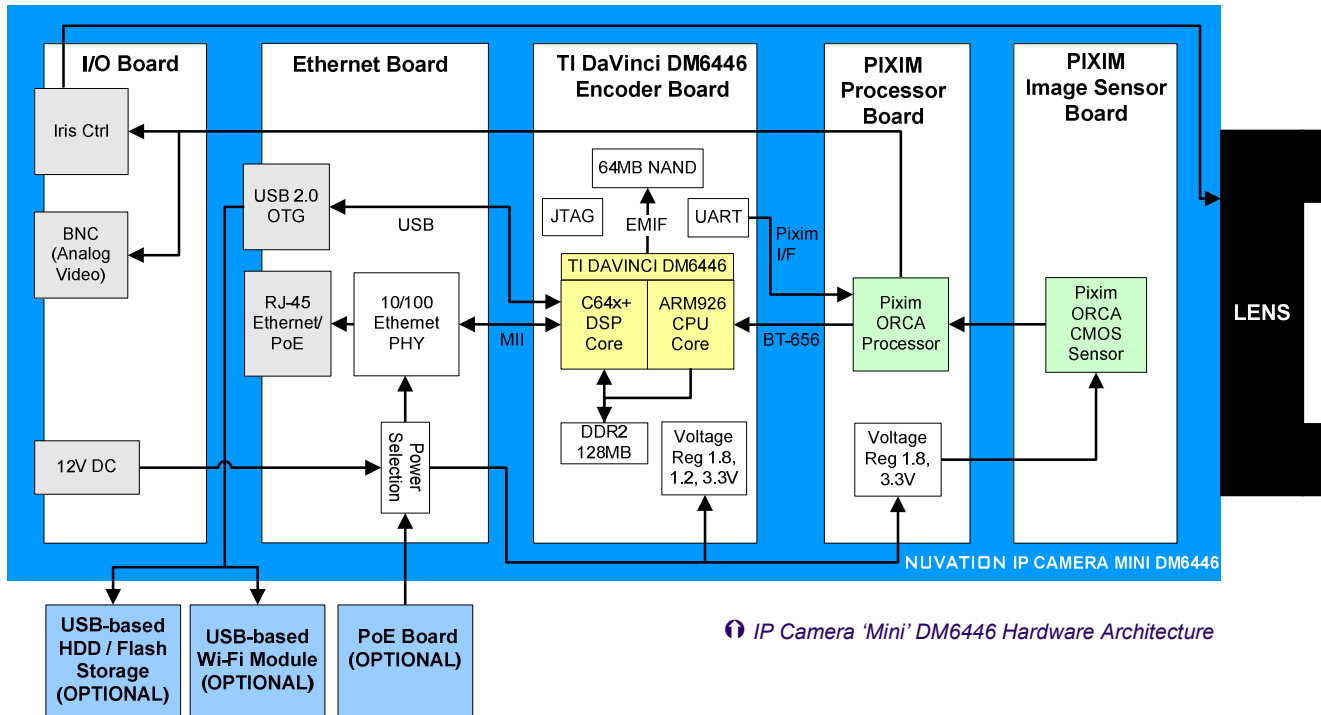 I/O Board
Iris Ctrl
BNC
(Analog
Video)
12V DC
Ethernet Board
USB 2.0
OTG
USB
RJ-45
Ethernet/
PoE
10/100
Ethernet
PHY
MII
Power
Selection
TI DaVinci DM6446
Encoder Board
64MB NAND
JTAG
EMIF
UART
TI DAVINCI DM6446
C64x+
DSP
Core
ARM926
CPU
Core
DDR2
128MB
Voltage
Reg 1.8,
1.2, 3.3V
PIXIM
Processor
Board
Pixim
I/F
BT-656
Pixim
ORCA
Processor
Voltage
Reg 1.8,
3.3V
PIXIM
Image Sensor
Board
Pixim
ORCA
CMOS
Sensor
LENS
NUVATION IP CAMERA MINI DM6446
USB-based
HDD / Flash
Storage
(OPTIONAL)
USB-based
Wi-Fi Module
(OPTIONAL)
PoE Board
(OPTIONAL)
IP Camera ‘Mini’ DM6446 Hardware Architecture